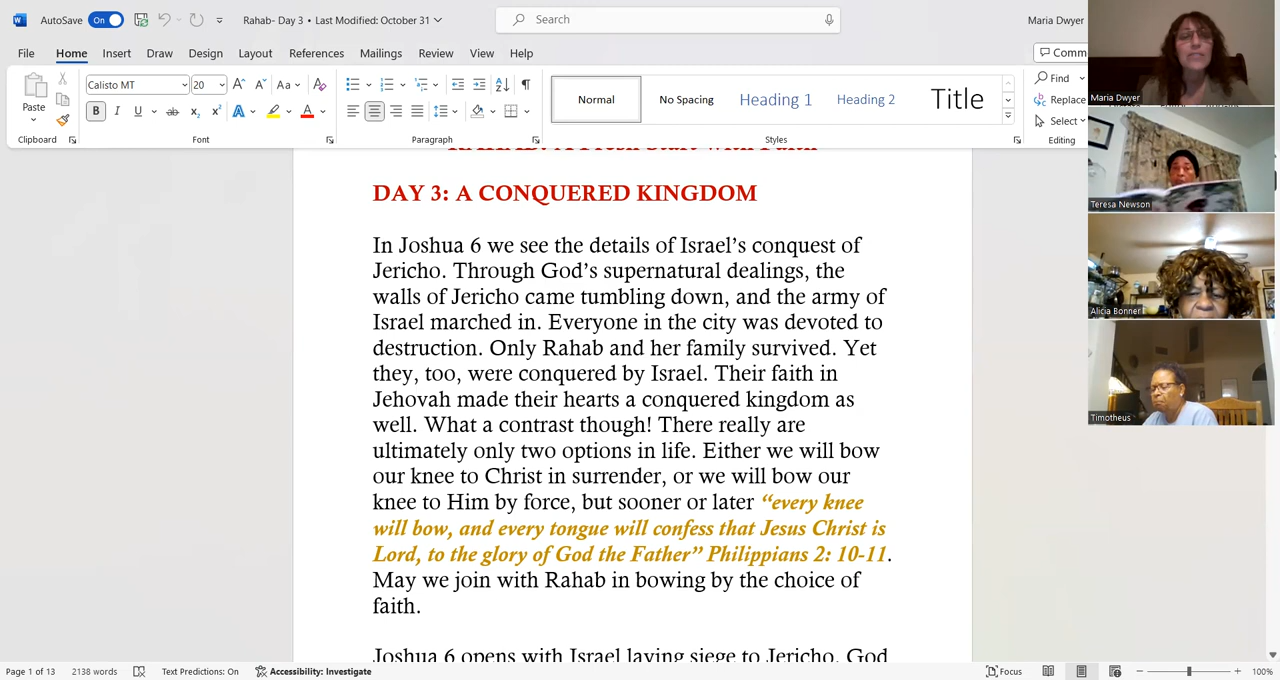 AutoSave On Rahab- Day 3 • Last Modified: October 31 Search Maria Dwyer
File Home Insert Draw Design Layout References Mailings Review View Help Comm
Paste Calisto MT 20 Aa Normal No Spacing Heading 1 Heading 2 Title Find
Replace
Select
Clipboard Font Paragraph Styles Editing
Maria Dwyer
Teresa Newson
Alicia Bonner
Timotheus
RAHAB: A Fresh Start with Faith
DAY 3: A CONQUERED KINGDOM
In Joshua 6 we see the details of Israel’s conquest of
Jericho. Through God’s supernatural dealings, the
walls of Jericho came tumbling down, and the army of
Israel marched in. Everyone in the city was devoted to
destruction. Only Rahab and her family survived. Yet
they, too, were conquered by Israel. Their faith in
Jehovah made their hearts a conquered kingdom as
well. What a contrast though! There really are
ultimately only two options in life. Either we will bow
our knee to Christ in surrender, or we will bow our
knee to Him by force, but sooner or later “every knee
will bow, and every tongue will confess that Jesus Christ is
Lord, to the glory of God the Father” Philippians 2: 10-11.
May we join with Rahab in bowing by the choice of
faith.
Joshua 6 opens with Israel laying siege to Jericho. God
Page 1 of 13 2138 words Text Predictions: On Accessibility: Investigate Focus 100%